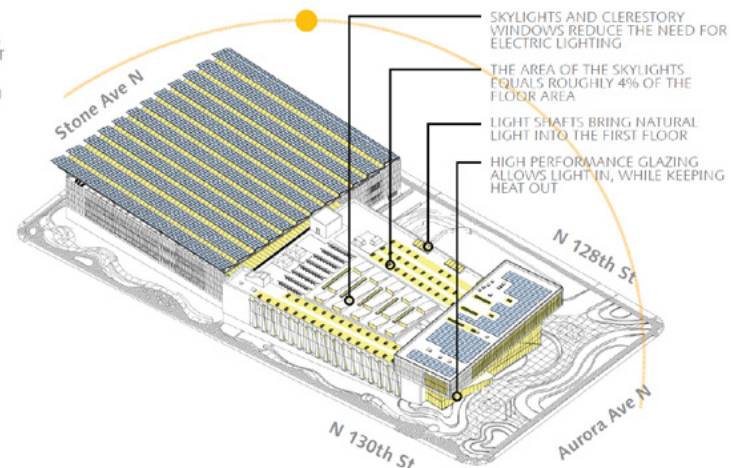 SKYLIGHTS AND CLERESTORY
WINDOWS REDUCE THE NEED FOR
ELECTRIC LIGHTING
THE AREA OF THE SKYLIGHTS
EQUALS ROUGHLY 4% OF THE
FLOOR AREA
LIGHT SHAFTS BRING NATURAL
LIGHT INTO THE FIRST FLOOR
HIGH PERFORMANCE GLAZING
ALLOWS LIGHT IN, WHILE KEEPING
HEAT OUT
Stone Ave N
N 128th St
N 130th St
Aurora Ave N